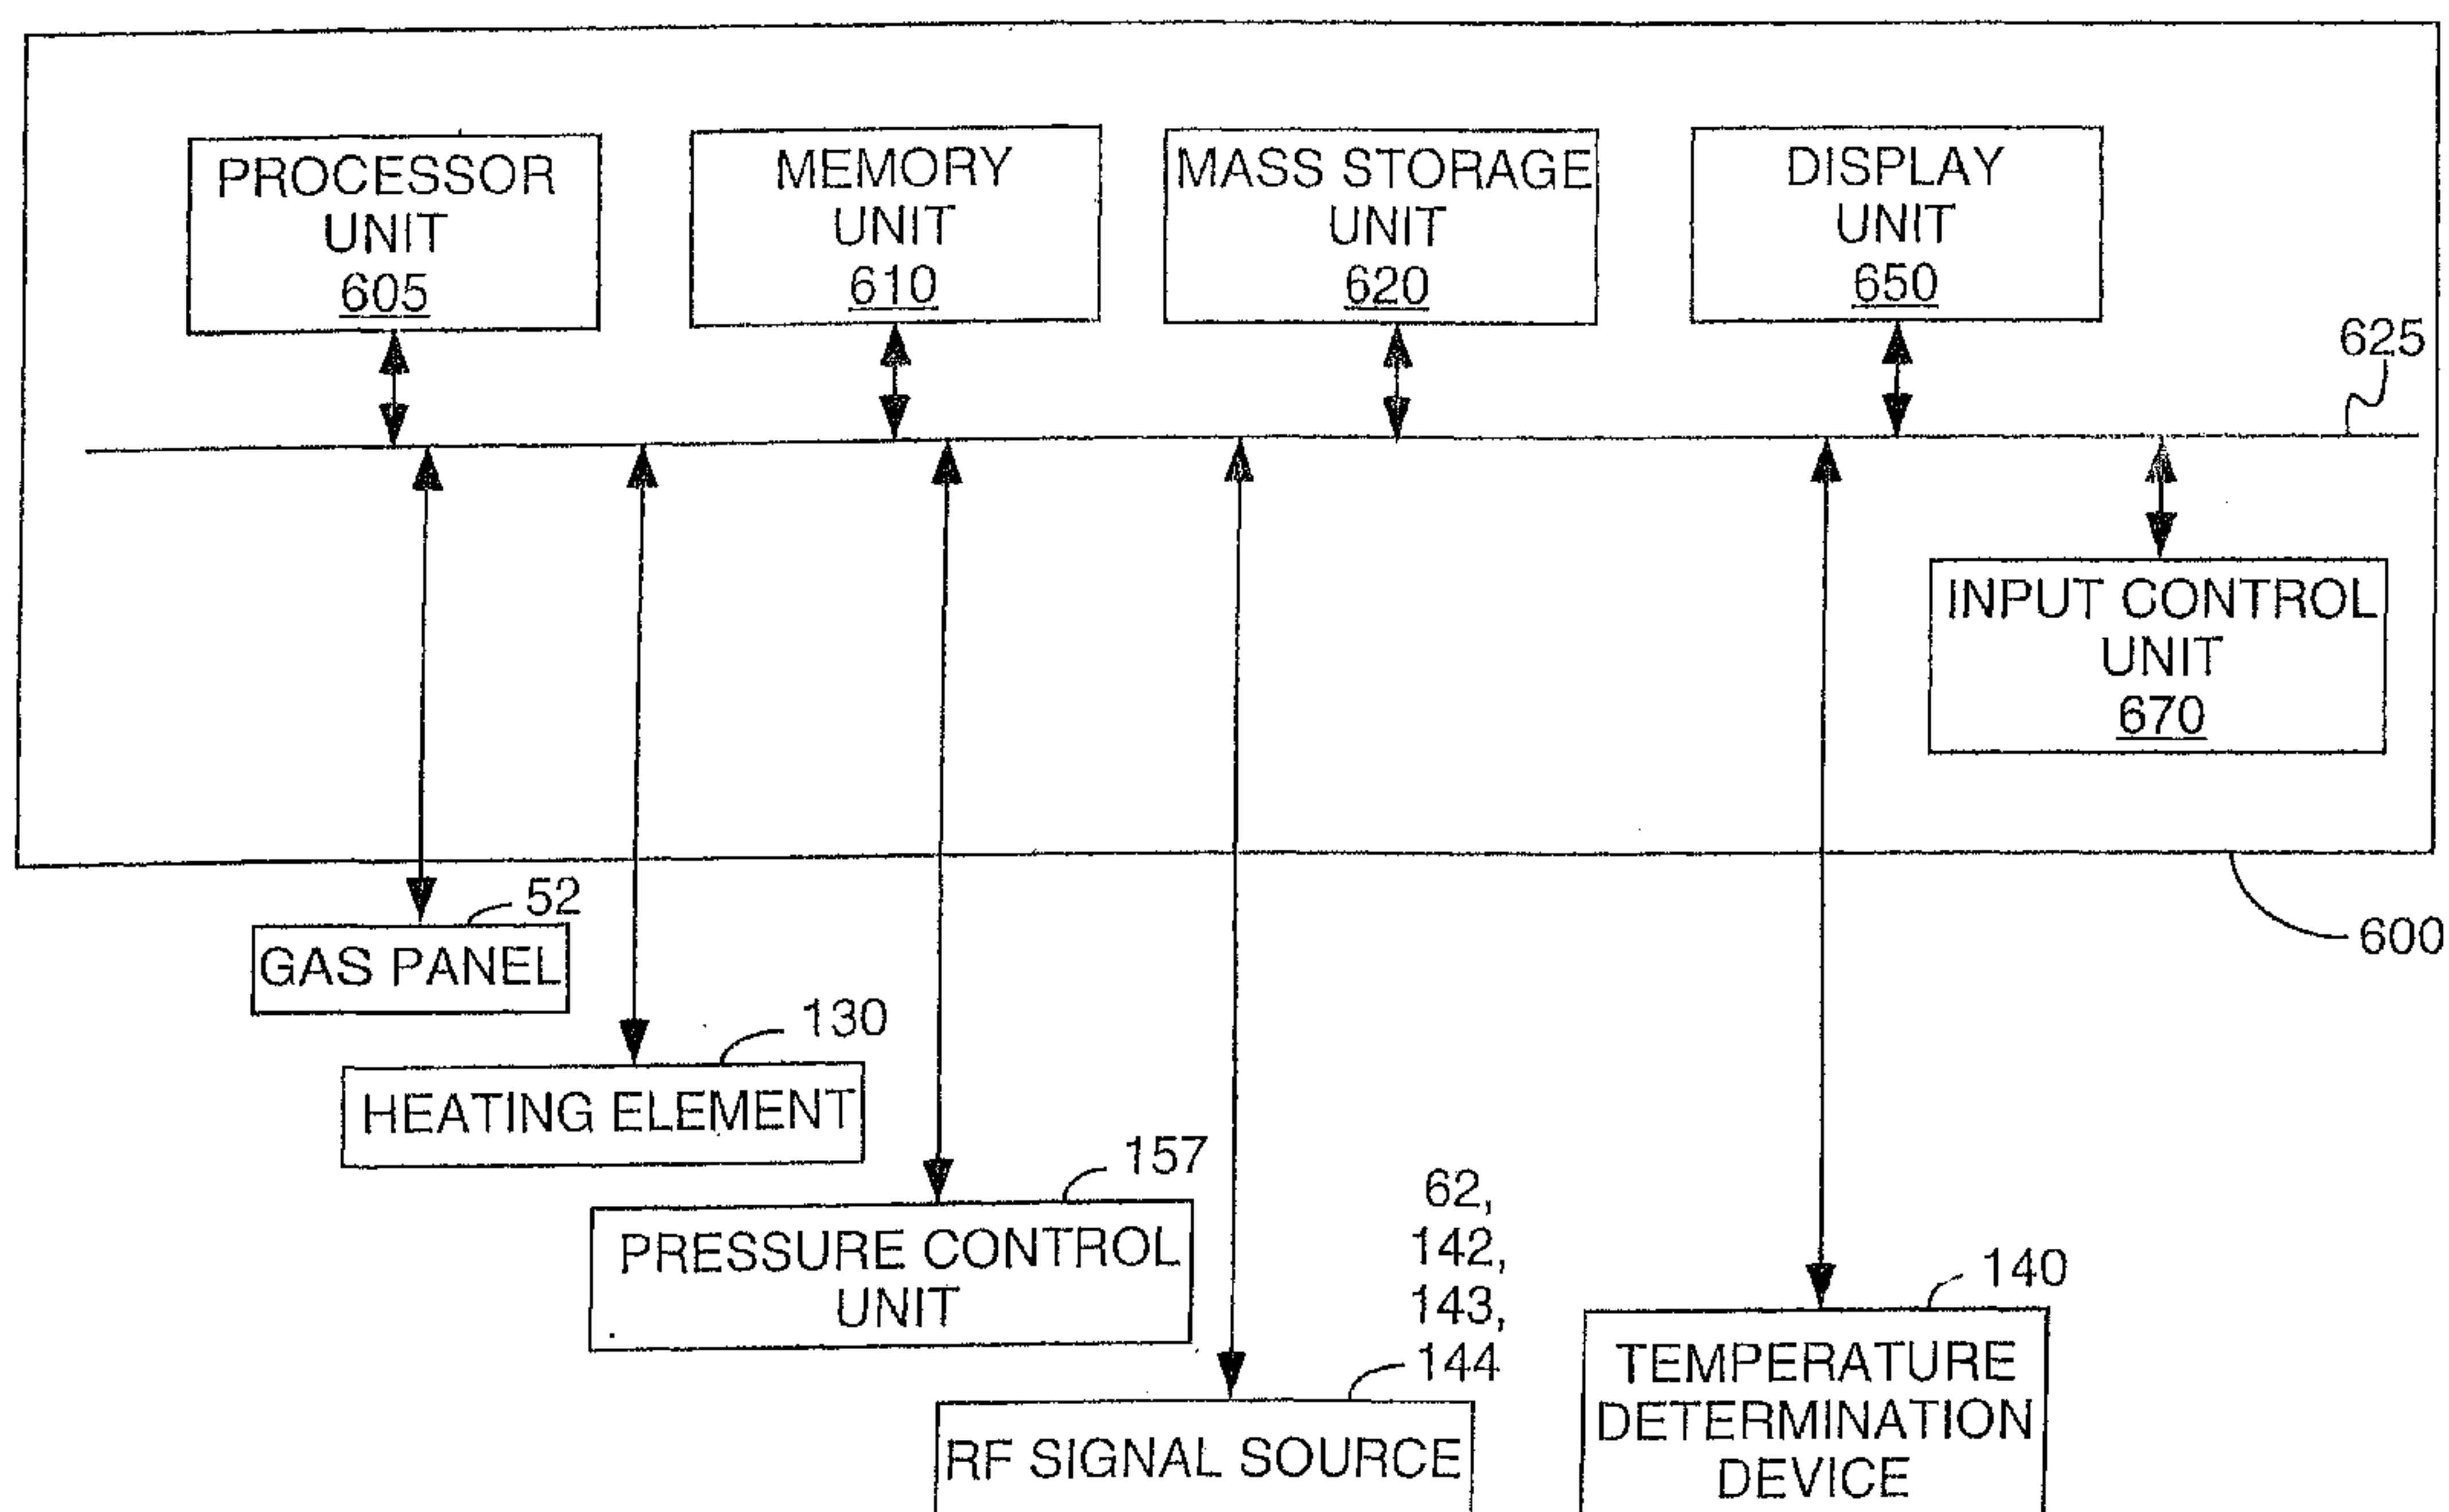 PROCESSOR
UNIT
605
MEMORY
UNIT
610
MASS STORAGE
UNIT
620
DISPLAY
UNIT
650
625
INPUT CONTROL
UNIT
670
600
52
GAS PANEL
130
HEATING ELEMENT
157
PRESSURE CONTROL
UNIT
62,
142,
143,
144
RF SIGNAL SOURCE
140
TEMPERATURE
DETERMINATION
DEVICE